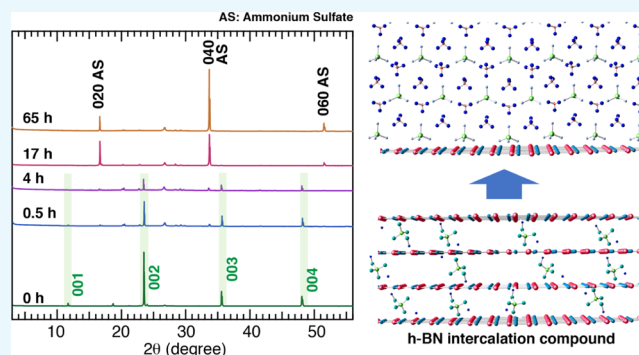 AS: Ammonium Sulfate
020 AS
040
AS
060 AS
65 h
17 h
4 h
0.5 h
0 h
001
002
003
004
10
20
30
40
50
2θ (degree)
h-BN intercalation compound